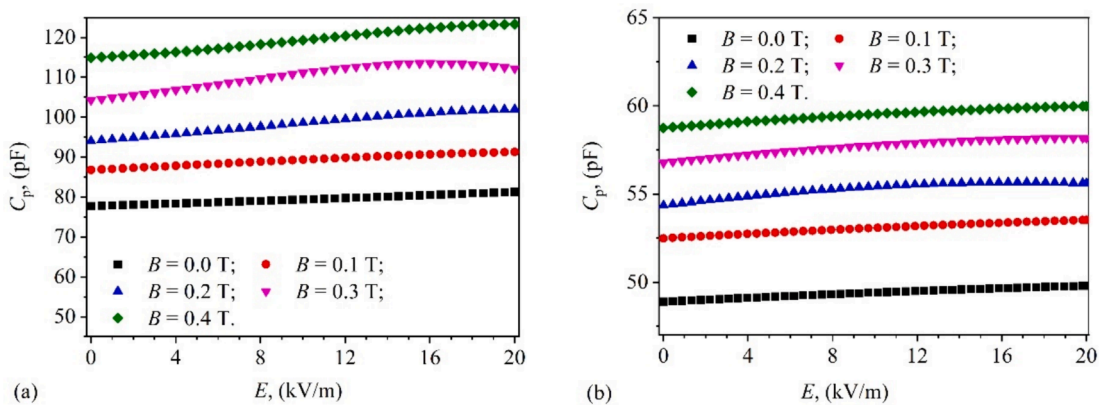 120
110
100
90
80
70
60
50
Cp, (pF)
B = 0.0 T; B = 0.1 T;
B = 0.2 T; B = 0.3 T;
B = 0.4 T.
0 4 8 12 16 20
(a) E, (kV/m)
65
60
55
50
Cp, (pF)
B = 0.0 T; B = 0.1 T;
B = 0.2 T; B = 0.3 T;
B = 0.4 T.
0 4 8 12 16 20
(b) E, (kV/m)